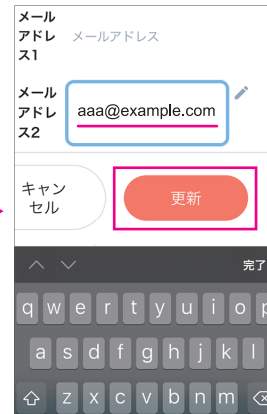 メール
アドレ
ス1
メールアドレス
メール
アドレ
ス2
aaa@example.com
キャン
セル
更新
完了
q w e r t y u i o p
a s d f g h j k l
z x c v b n m